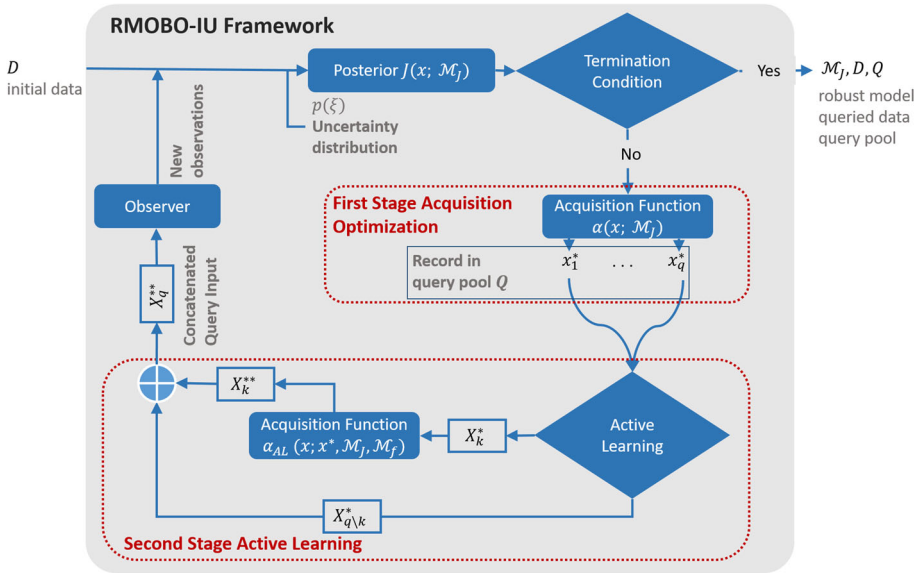 RMOBO-IU Framework
D
initial data
Posterior J(x; ℳ_J)
p(ξ)
Uncertainty
distribution
Termination
Condition
Yes
ℳ_J, D, Q
robust model
queried data
query pool
No
New
observations
Observer
First Stage Acquisition
Optimization
Acquisition Function
α(x; ℳ_J)
Record in
query pool Q
x₁* ... x_q*
X_q**
Concatenated
Query Input
X_k**
Acquisition Function
α_AL (x; x*, ℳ_J, ℳ_f)
X_k*
Active
Learning
X_{q\k}*
Second Stage Active Learning